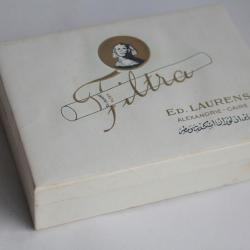 Filtra
ED. LAURENS
ALEXANDRIE - CAIRE